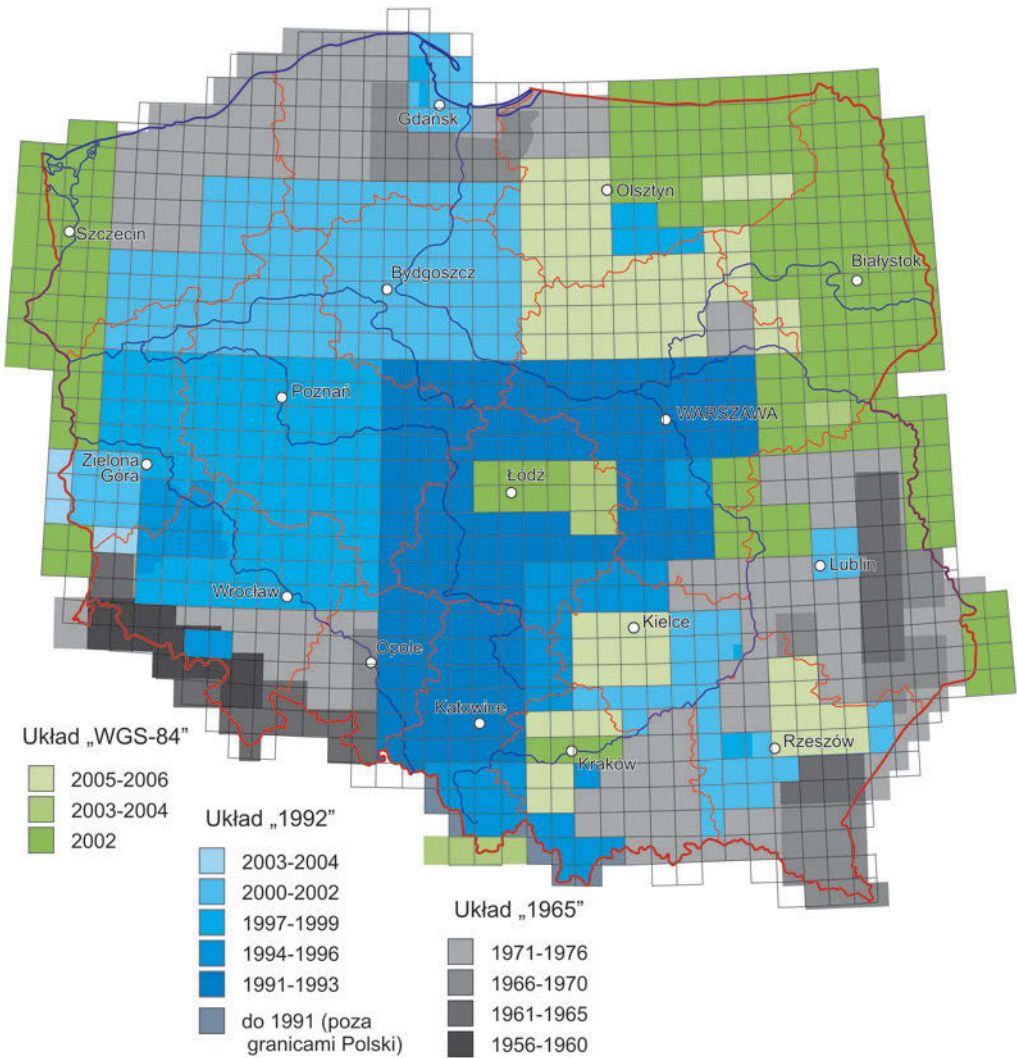 Gdańsk
Olsztyn
Szczecin
Białystok
Bydgoszcz
Poznań
WARSZAWA
Zielona
Góra
Łódź
Lublin
Wrocław
Kielce
Opole
Katowice
Rzeszów
Kraków
Układ „WGS-84”
2005-2006
2003-2004
2002
Układ „1992”
2003-2004
2000-2002
1997-1999
1994-1996
1991-1993
do 1991 (poza
granicami Polski)
Układ „1965”
1971-1976
1966-1970
1961-1965
1956-1960